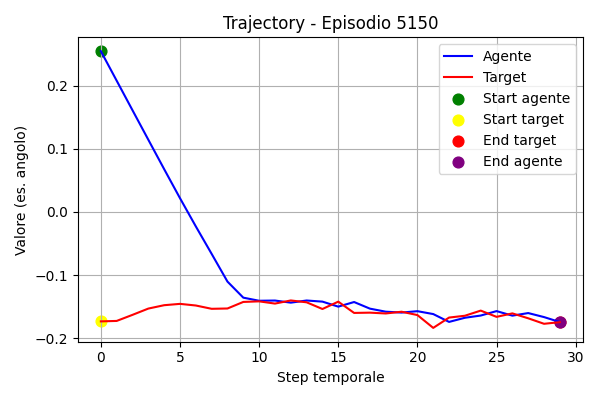 Trajectory - Episodio 5150
Valore (es. angolo)
0.2
0.1
0.0
−0.1
−0.2
0
5
10
15
20
25
30
Step temporale
Agente
Target
Start agente
Start target
End target
End agente